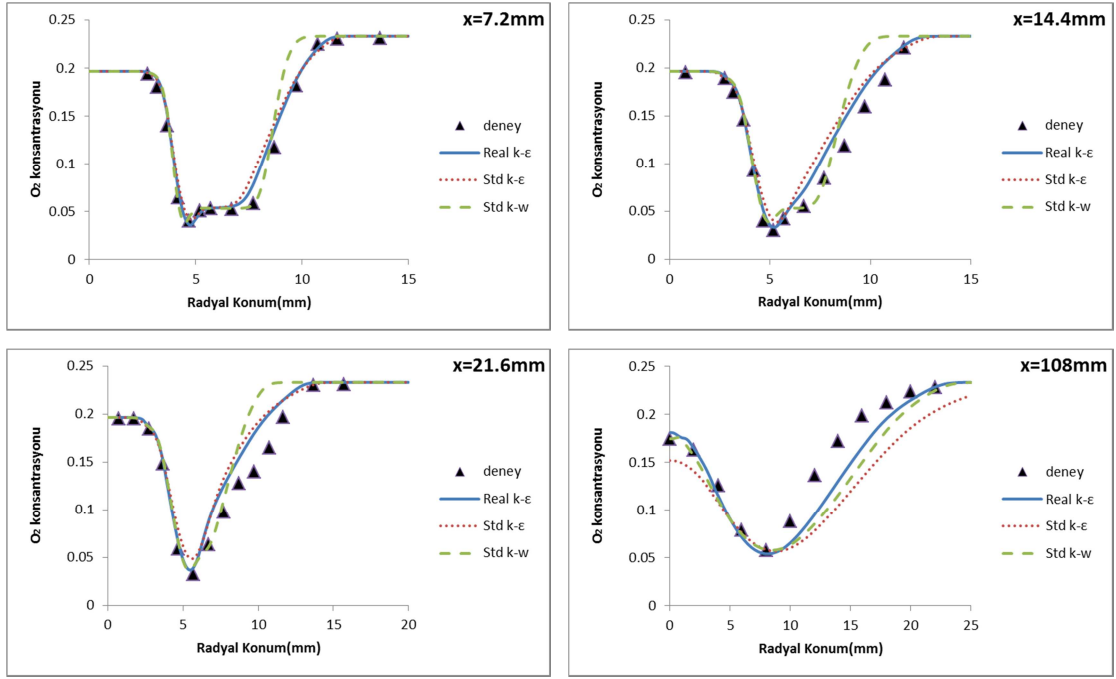 x=7.2mm
0.25
0.2
0.15
0.1
0.05
0
O₂ konsantrasyonu
0 5 10 15
Radyal Konum(mm)
deney
Real k-ε
Std k-ε
Std k-w
x=14.4mm
0.25
0.2
0.15
0.1
0.05
0
O₂ konsantrasyonu
0 5 10 15
Radyal Konum(mm)
deney
Real k-ε
Std k-ε
Std k-w
x=21.6mm
0.25
0.2
0.15
0.1
0.05
0
O₂ konsantrasyonu
0 5 10 15 20
Radyal Konum(mm)
deney
Real k-ε
Std k-ε
Std k-w
x=108mm
0.25
0.2
0.15
0.1
0.05
0
O₂ konsantrasyonu
0 5 10 15 20 25
Radyal Konum(mm)
deney
Real k-ε
Std k-ε
Std k-w